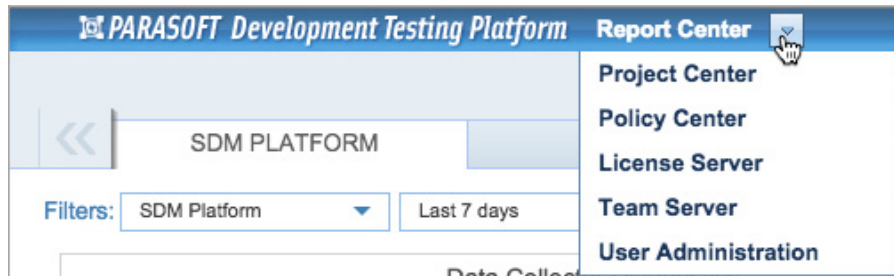 PARASOFT Development Testing Platform Report Center
Project Center
Policy Center
SDM PLATFORM
License Server
Filters: SDM Platform Last 7 days
Team Server
User Administration